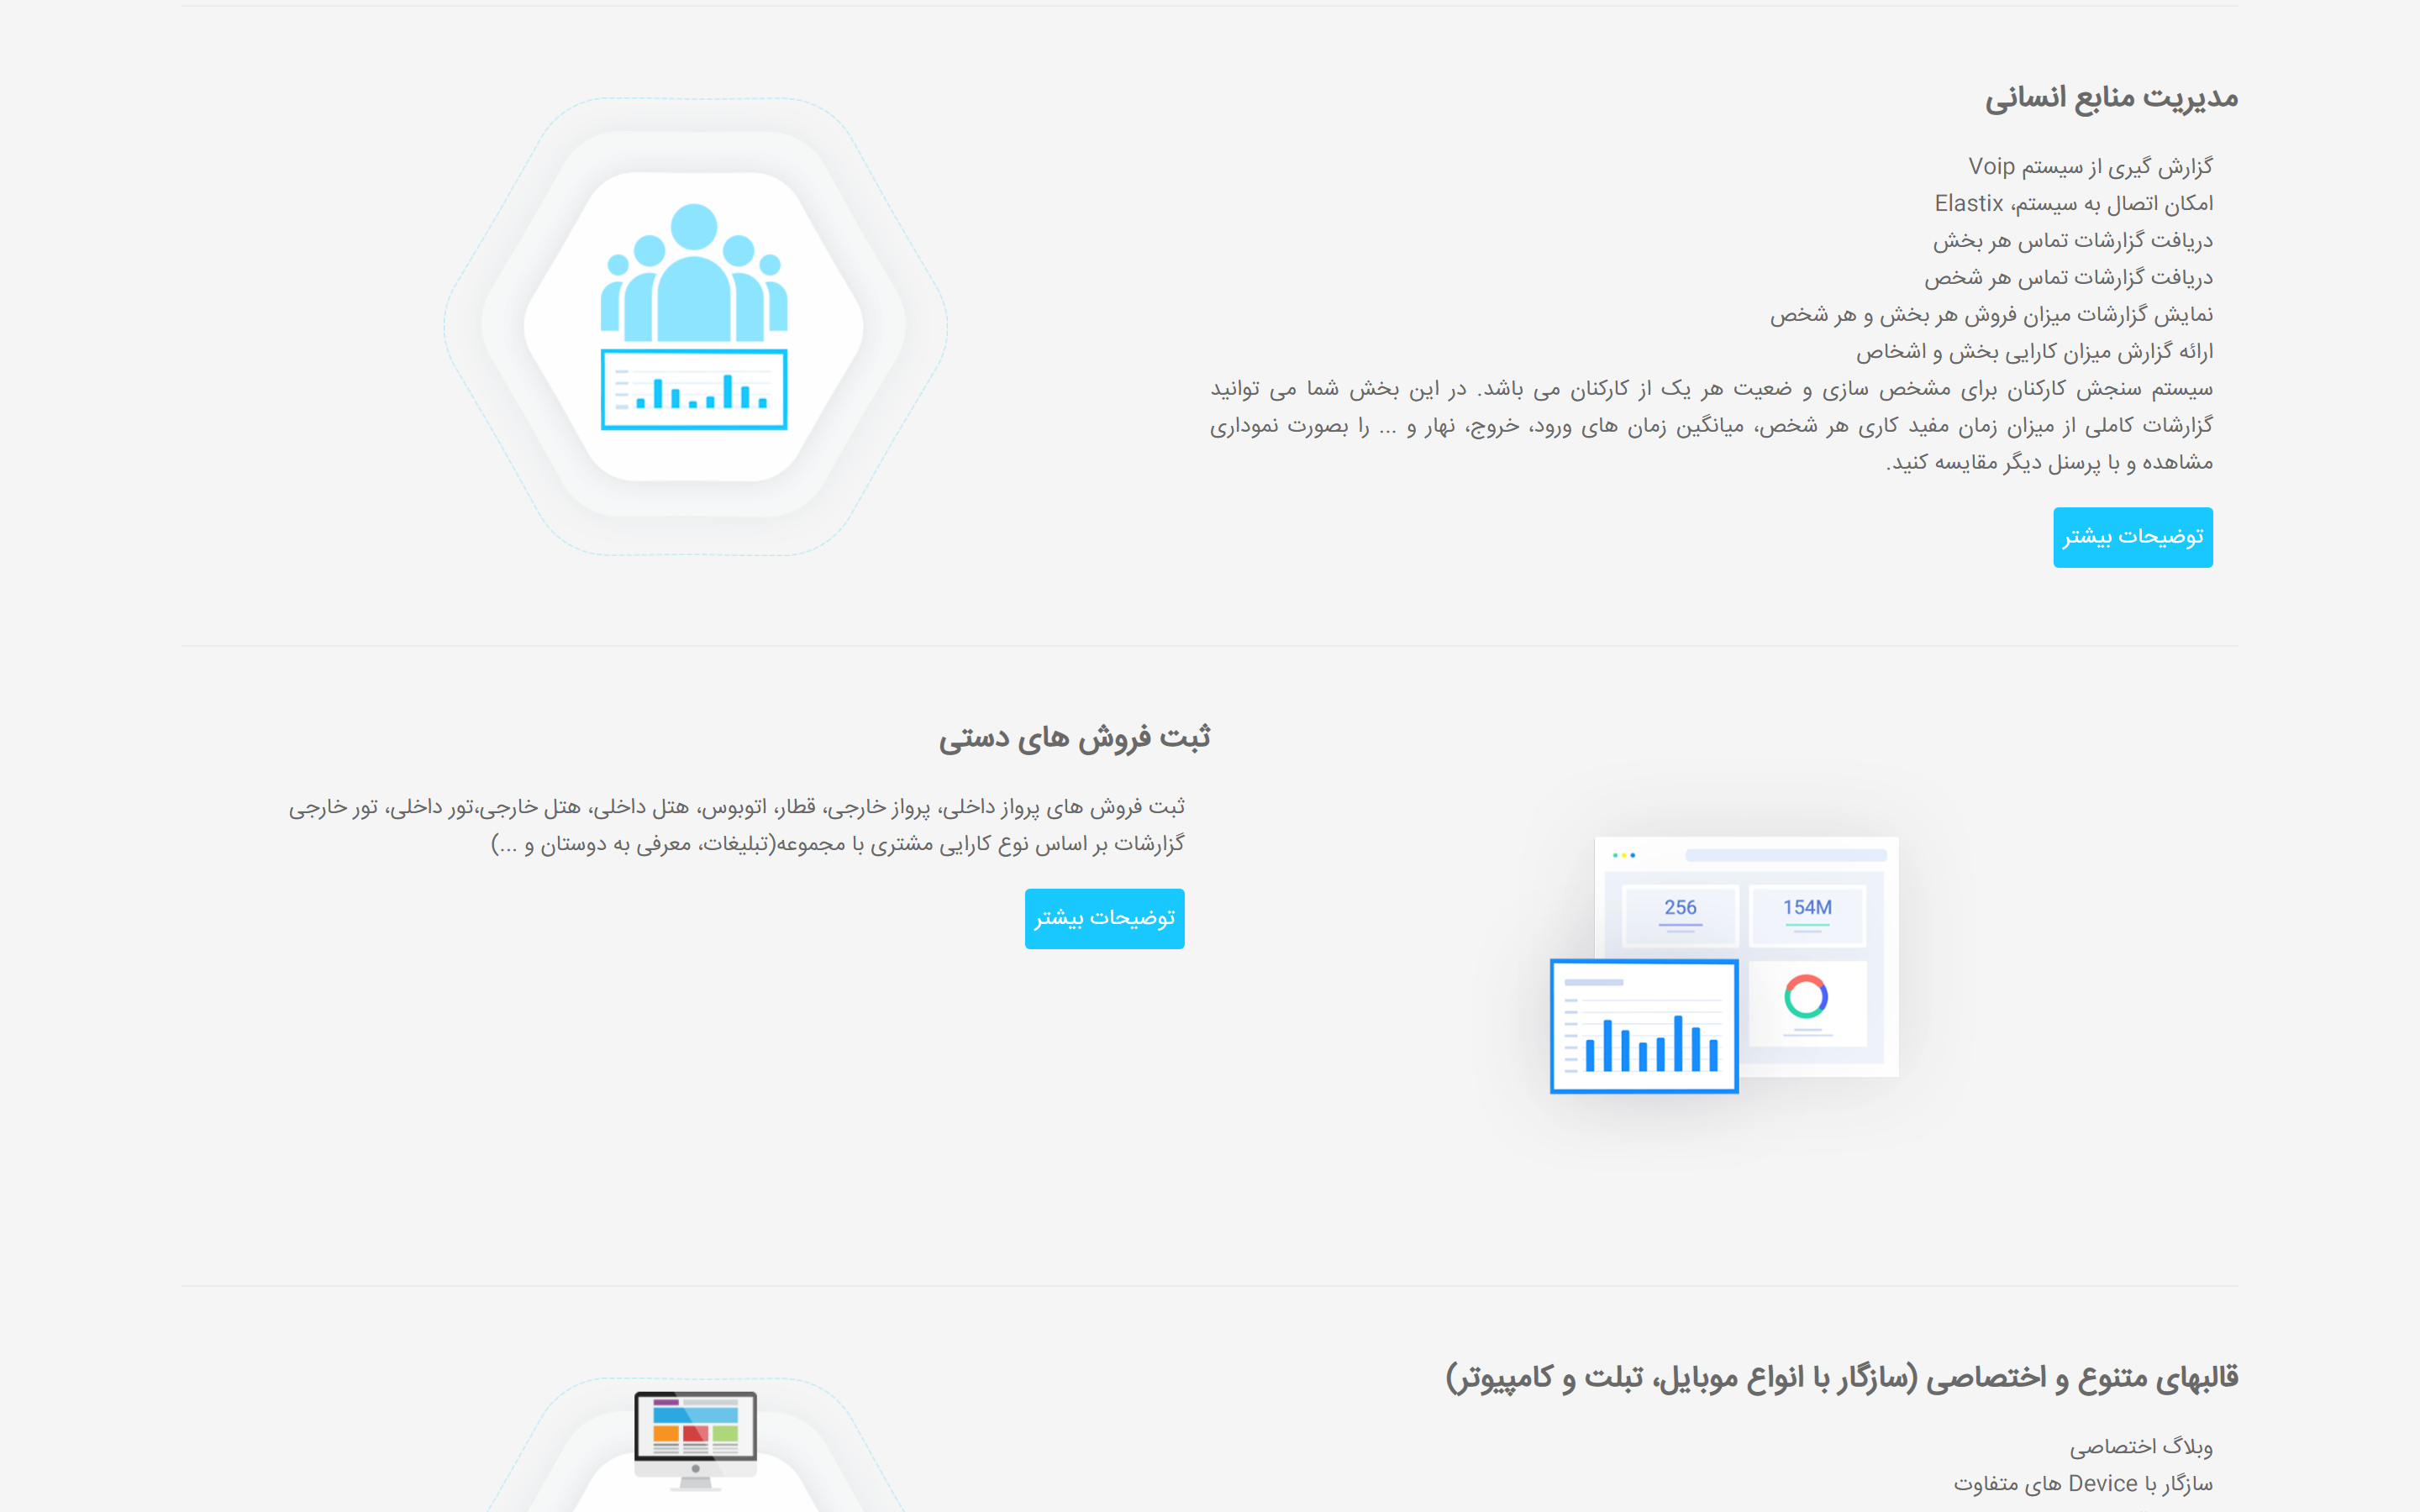 مدیریت منابع انسانی
گزارش گیری از سیستم Voip
امکان اتصال به سیستم، Elastix
دریافت گزارشات تماس هر بخش
دریافت گزارشات تماس هر شخص
نمایش گزارشات میزان فروش هر بخش و هر شخص
ارائه گزارش میزان کارایی بخش و اشخاص
سیستم سنجش کارکنان برای مشخص سازی و ضعیت هر یک از کارکنان می باشد. در این بخش شما می توانید
گزارشات کاملی از میزان زمان مفید کاری هر شخص، میانگین زمان های ورود، خروج، نهار و ... را بصورت نموداری
مشاهده و با پرسنل دیگر مقایسه کنید.
توضیحات بیشتر
ثبت فروش های دستی
ثبت فروش های پرواز داخلی، پرواز خارجی، قطار، اتوبوس، هتل داخلی، هتل خارجی،تور داخلی، تور خارجی
گزارشات بر اساس نوع کارایی مشتری با مجموعه(تبلیغات، معرفی به دوستان و ...)
توضیحات بیشتر
256
154M
قالبهای متنوع و اختصاصی (سازگار با انواع موبایل، تبلت و کامپیوتر)
وبلاگ اختصاصی
سازگار با Device های متفاوت